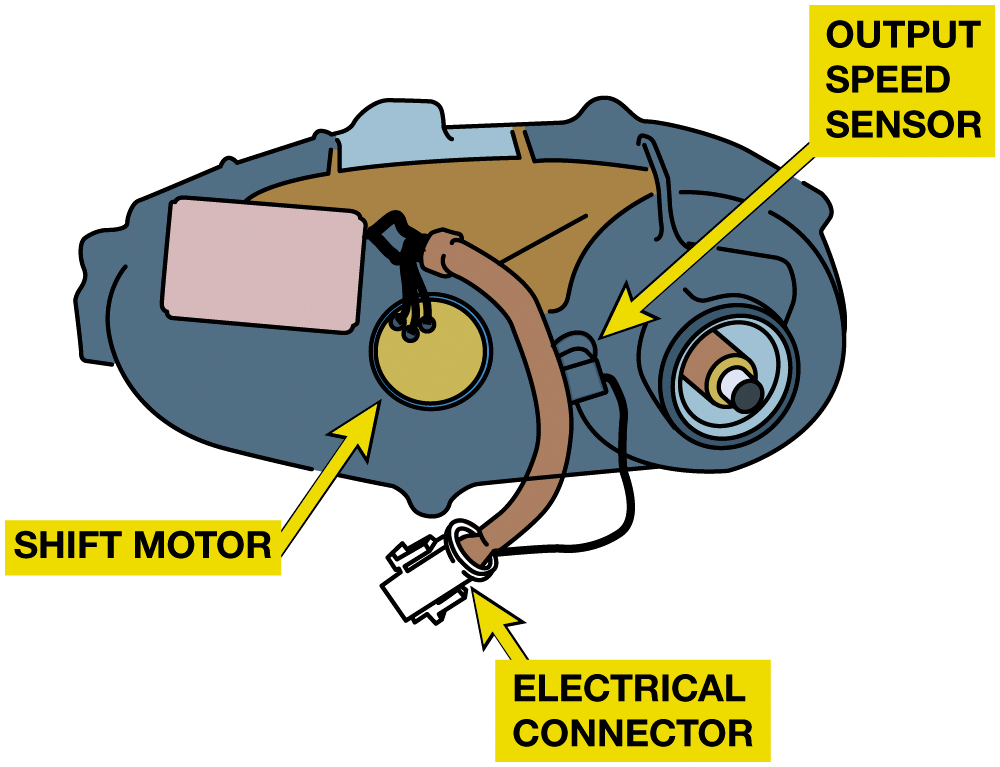 OUTPUT
SPEED
SENSOR
SHIFT MOTOR
ELECTRICAL
CONNECTOR